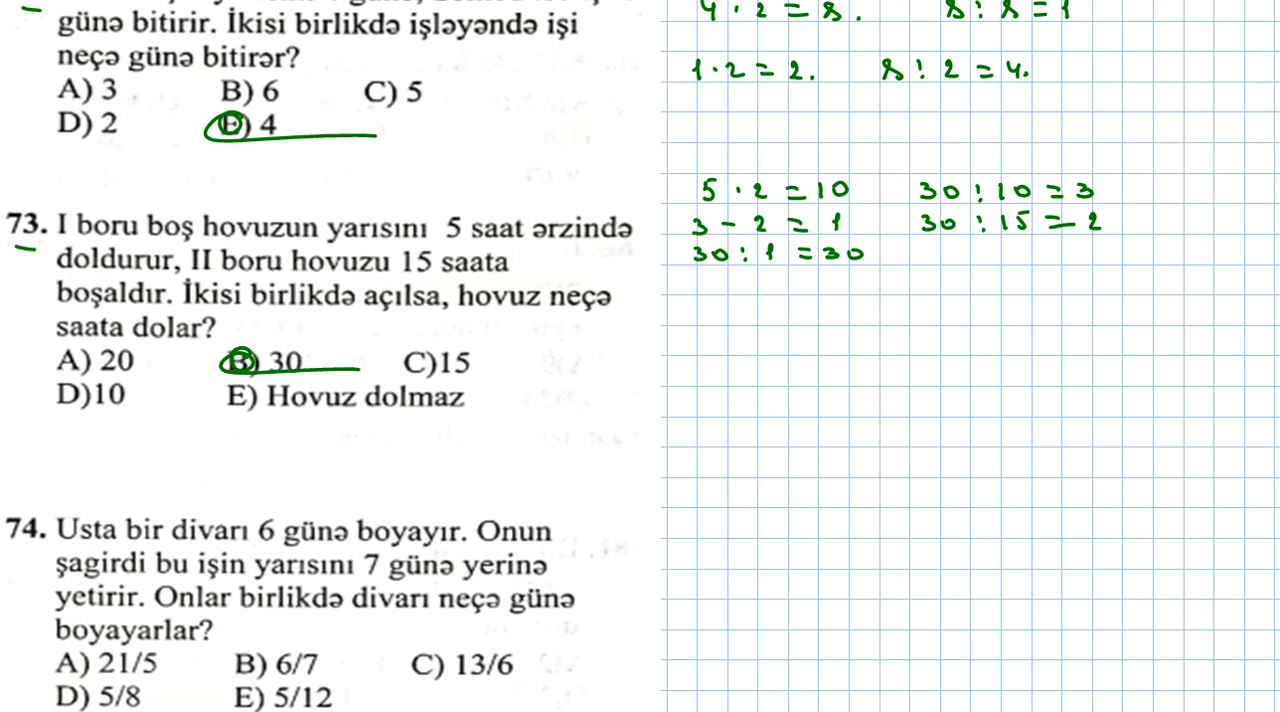 günə bitirir. İkisi birlikdə işləyəndə işi
neçə günə bitirər?
A) 3 B) 6 C) 5
D) 2 E) 4
73. I boru boş hovuzun yarısını 5 saat ərzində
doldurur, II boru hovuzu 15 saata
boşaldır. İkisi birlikdə açılsa, hovuz neçə
saata dolar?
A) 20 B) 30 C)15
D)10 E) Hovuz dolmaz
74. Usta bir divarı 6 günə boyayır. Onun
şagirdi bu işin yarısını 7 günə yerinə
yetirir. Onlar birlikdə divarı neçə günə
boyayarlar?
A) 21/5 B) 6/7 C) 13/6
D) 5/8 E) 5/12
4 · 2 = 8. 8 : 8 = 1
1 · 2 = 2. 8 : 2 = 4.
5 · 2 = 10 30 : 10 = 3
3 - 2 = 1 30 : 15 = 2
30 : 1 = 30